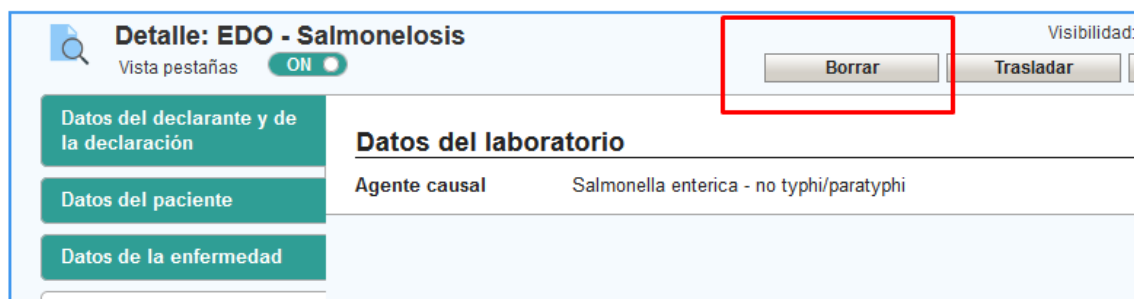 Detalle: EDO - Salmonelosis
Visibilidad:
Vista pestañas ON
Borrar
Trasladar
Datos del declarante y de
la declaración
Datos del paciente
Datos de la enfermedad
Datos del laboratorio
Agente causal Salmonella enterica - no typhi/paratyphi